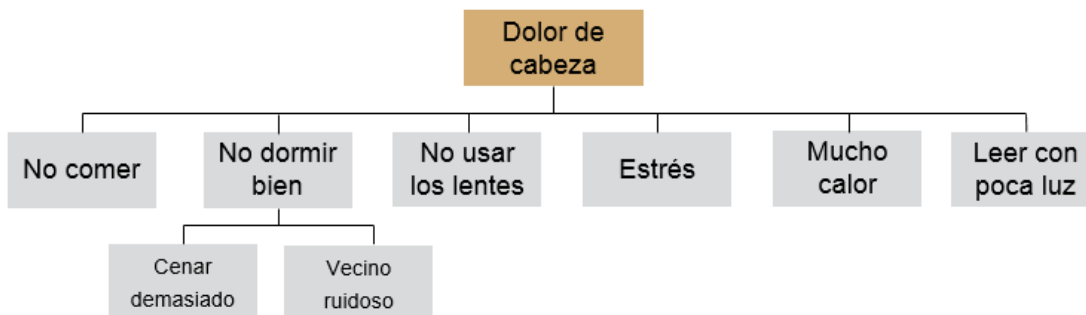 Dolor de
cabeza
No comer
No dormir
bien
No usar
los lentes
Estrés
Mucho
calor
Leer con
poca luz
Cenar
demasiado
Vecino
ruidoso